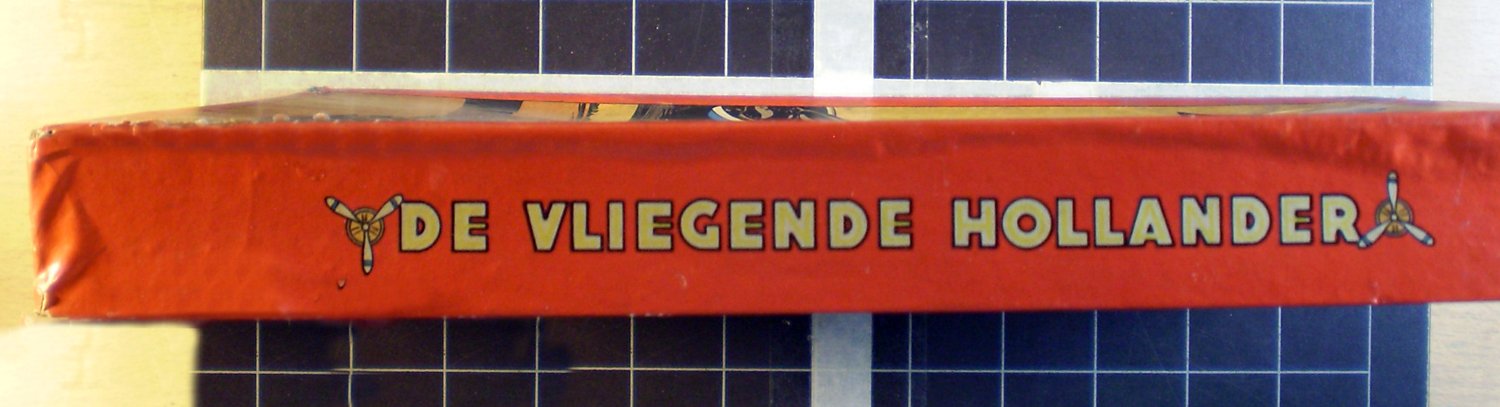 DE VLIEGENDE HOLLANDER